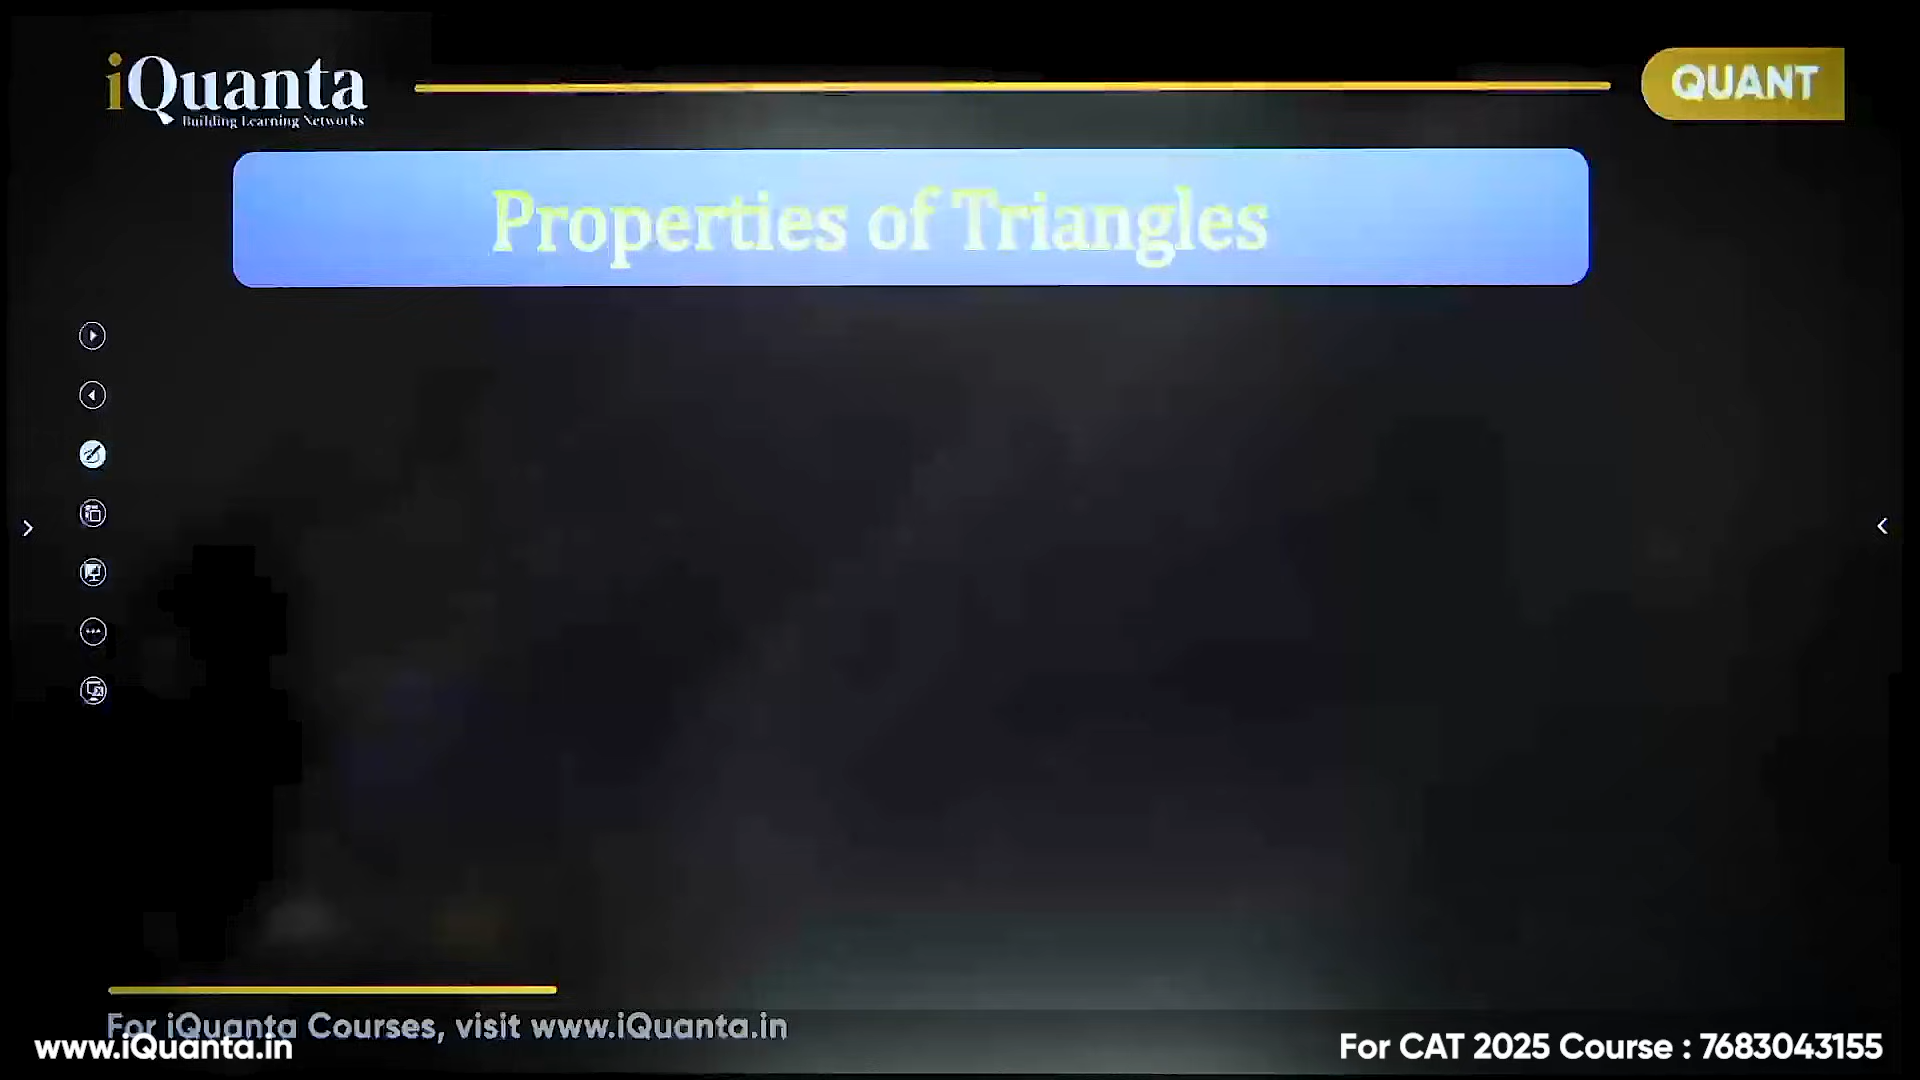 iQuanta
Building Learning Networks
QUANT
Properties of Triangles
For iQuanta Courses, visit www.iQuanta.in
www.iQuanta.in
For CAT 2025 Course : 7683043155